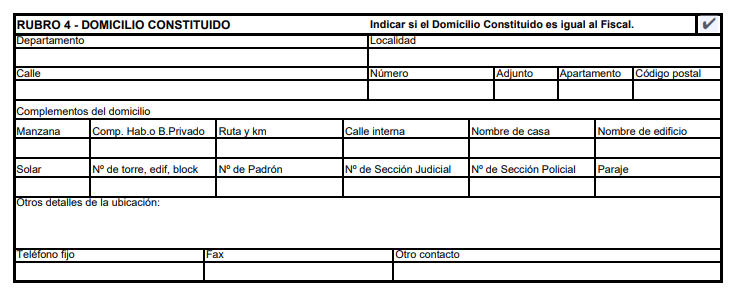 RUBRO 4 - DOMICILIO CONSTITUIDO Indicar si el Domicilio Constituido es igual al Fiscal. ✔
Departamento Localidad
Calle Número Adjunto Apartamento Código postal
Complementos del domicilio
Manzana Comp. Hab.o B.Privado Ruta y km Calle interna Nombre de casa Nombre de edificio
Solar Nº de torre, edif, block Nº de Padrón Nº de Sección Judicial Nº de Sección Policial Paraje
Otros detalles de la ubicación:
Teléfono fijo Fax Otro contacto